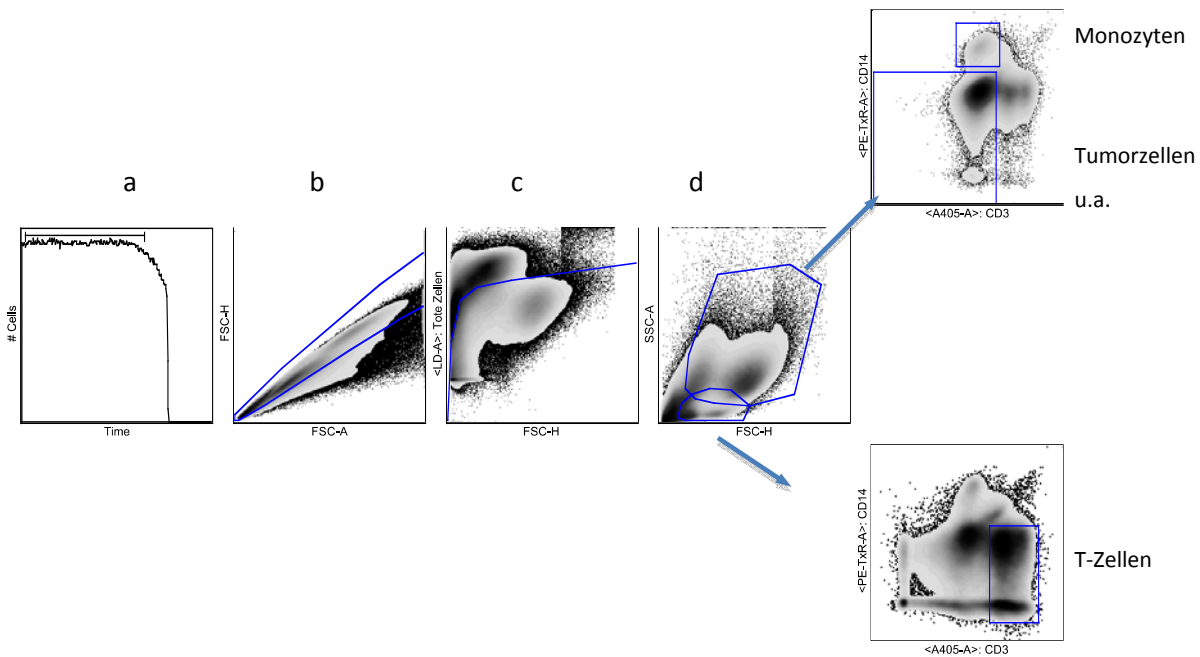 <PE-TxR-A>: CD14
<A405-A>: CD3
Monozyten
Tumorzellen
u.a.
a
b
c
d
# Cells
Time
FSC-H
FSC-A
<LD-A>: Tote Zellen
FSC-H
SSC-A
FSC-H
<PE-TxR-A>: CD14
<A405-A>: CD3
T-Zellen